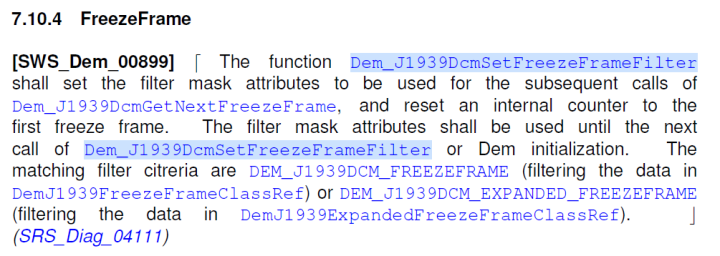 7.10.4 FreezeFrame
[SWS_Dem_00899] ⌈ The function Dem_J1939DcmSetFreezeFrameFilter
shall set the filter mask attributes to be used for the subsequent calls of
Dem_J1939DcmGetNextFreezeFrame, and reset an internal counter to the
first freeze frame. The filter mask attributes shall be used until the next
call of Dem_J1939DcmSetFreezeFrameFilter or Dem initialization. The
matching filter citreria are DEM_J1939DCM_FREEZEFRAME (filtering the data in
DemJ1939FreezeFrameClassRef) or DEM_J1939DCM_EXPANDED_FREEZEFRAME
(filtering the data in DemJ1939ExpandedFreezeFrameClassRef). ⌋
(SRS_Diag_04111)